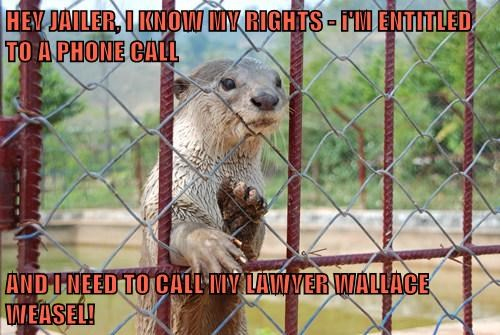 HEY JAILER, I KNOW MY RIGHTS - i'M ENTITLED
TO A PHONE CALL
AND I NEED TO CALL MY LAWYER WALLACE
WEASEL!